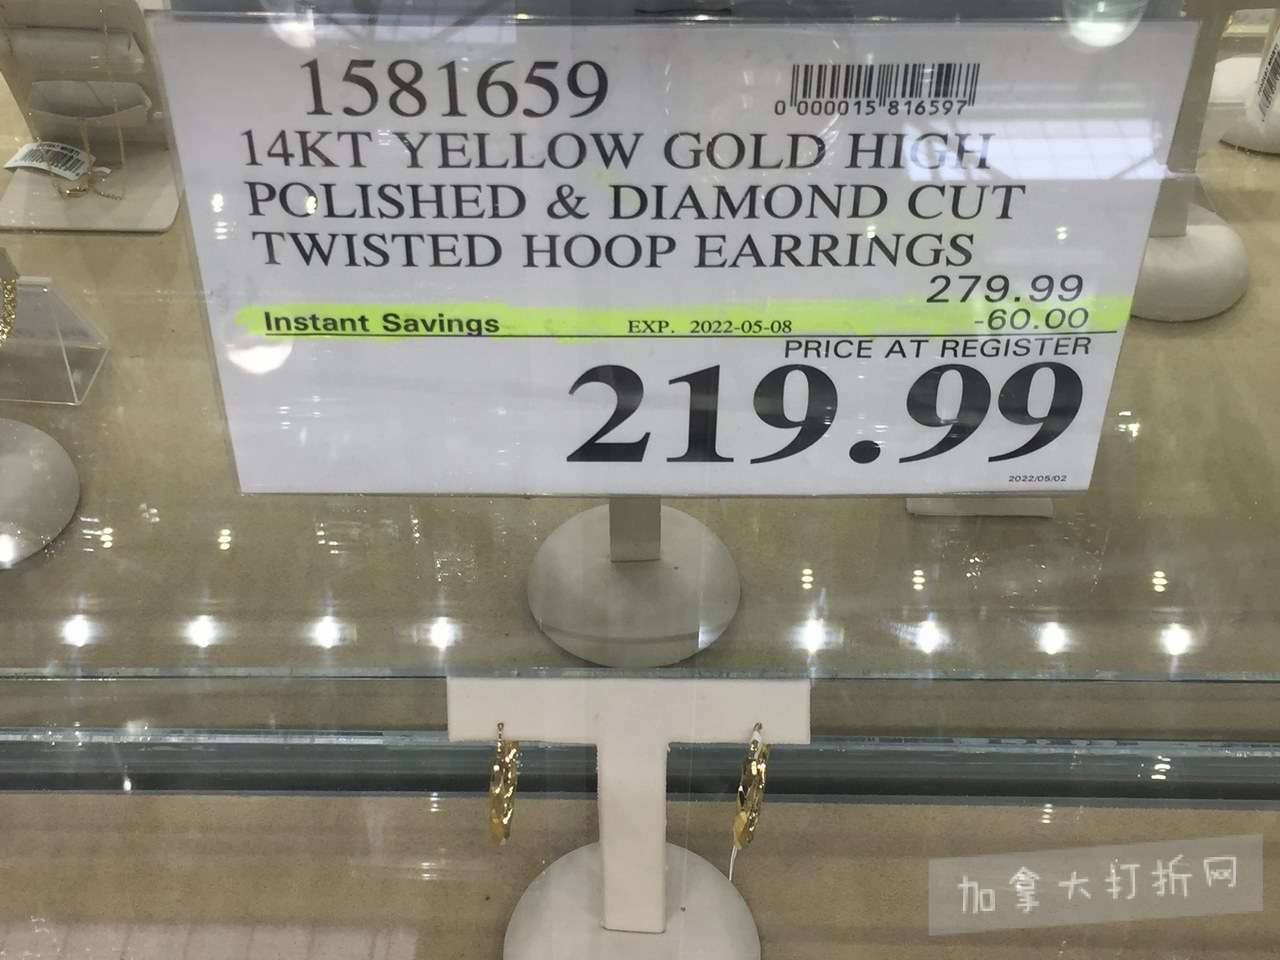 1581659
0 000015 816597
14KT YELLOW GOLD HIGH
POLISHED & DIAMOND CUT
TWISTED HOOP EARRINGS
279.99
Instant Savings EXP. 2022-05-08 -60.00
PRICE AT REGISTER
219.99
2022/05/02
加拿大打折网